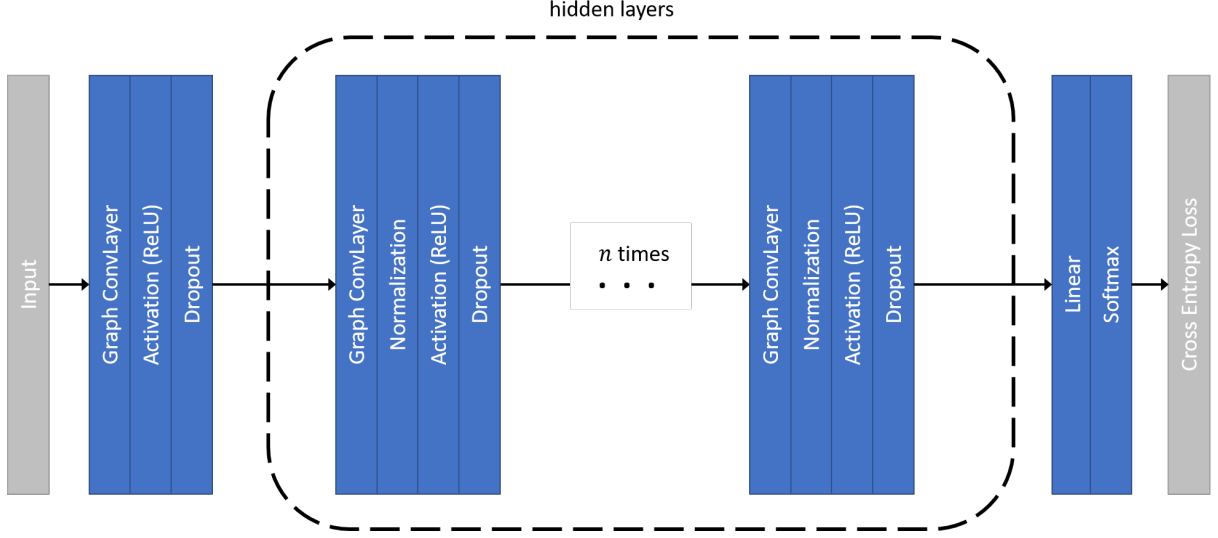 hidden layers
Input
Graph ConvLayer
Activation (ReLU)
Dropout
Graph ConvLayer
Normalization
Activation (ReLU)
Dropout
n times
. . .
Graph ConvLayer
Normalization
Activation (ReLU)
Dropout
Linear
Softmax
Cross Entropy Loss